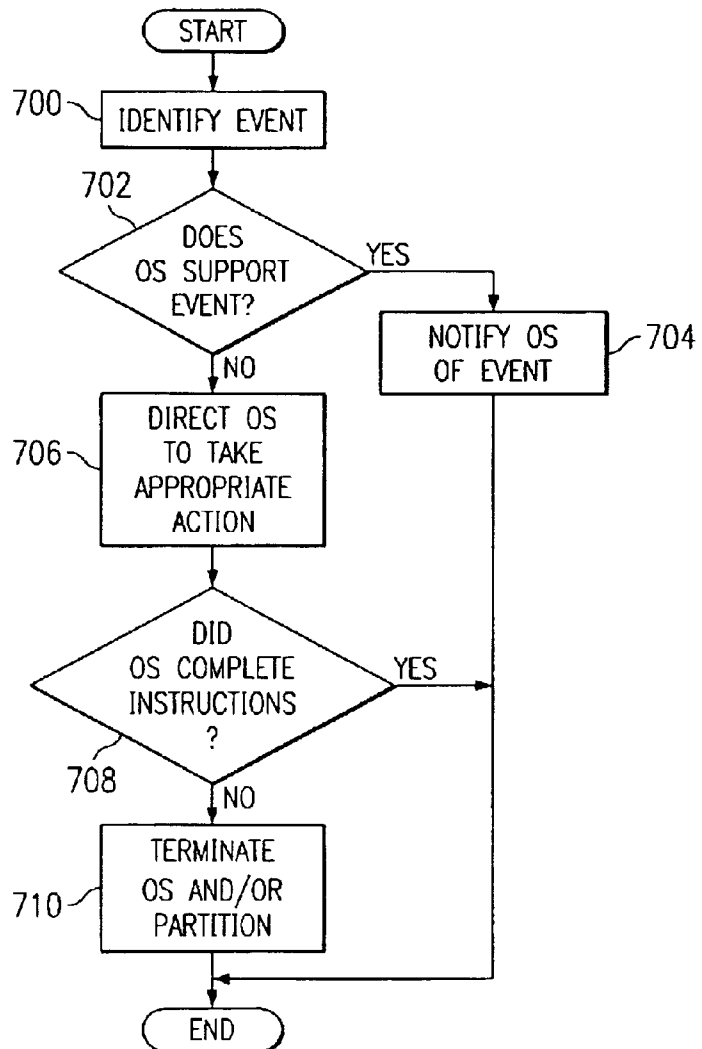 START
700
IDENTIFY EVENT
702
DOES
OS SUPPORT
EVENT?
YES
NOTIFY OS
OF EVENT
704
NO
706
DIRECT OS
TO TAKE
APPROPRIATE
ACTION
DID
OS COMPLETE
INSTRUCTIONS
?
YES
708
NO
710
TERMINATE
OS AND/OR
PARTITION
END